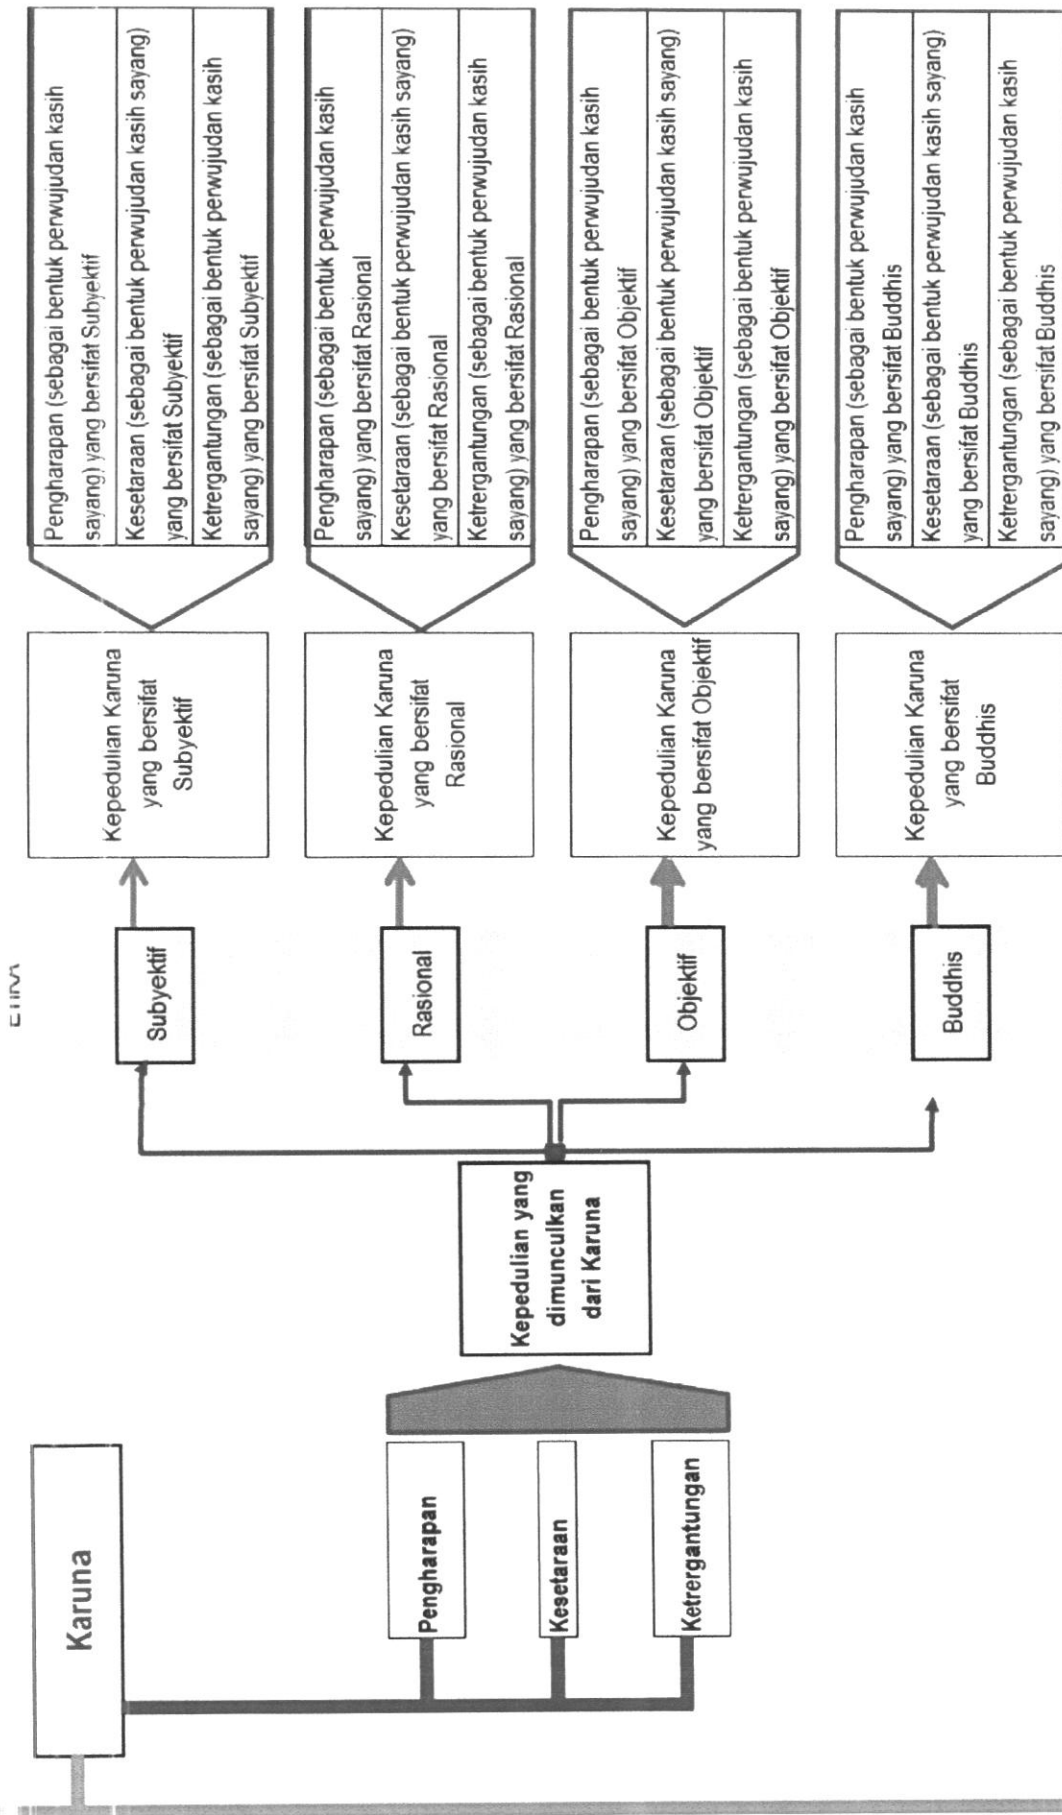 Karuna
Pengharapan
Kesetaraan
Ketrergantungan
Kepedulian yang
dimunculkan
dari Karuna
Subyektif
Rasional
Objektif
Buddhis
Kepedulian Karuna
yang bersifat
Subyektif
Kepedulian Karuna
yang bersifat
Rasional
Kepedulian Karuna
yang bersifat Objektif
Kepedulian Karuna
yang bersifat
Buddhis
Pengharapan (sebagai bentuk perwujudan kasih
sayang) yang bersifat Subyektif
Kesetaraan (sebagai bentuk perwujudan kasih sayang)
yang bersifat Subyektif
Ketrergantungan (sebagai bentuk perwujudan kasih
sayang) yang bersifat Subyektif
Pengharapan (sebagai bentuk perwujudan kasih
sayang) yang bersifat Rasional
Kesetaraan (sebagai bentuk perwujudan kasih sayang)
yang bersifat Rasional
Ketrergantungan (sebagai bentuk perwujudan kasih
sayang) yang bersifat Rasional
Pengharapan (sebagai bentuk perwujudan kasih
sayang) yang bersifat Objektif
Kesetaraan (sebagai bentuk perwujudan kasih sayang)
yang bersifat Objektif
Ketrergantungan (sebagai bentuk perwujudan kasih
sayang) yang bersifat Objektif
Pengharapan (sebagai bentuk perwujudan kasih
sayang) yang bersifat Buddhis
Kesetaraan (sebagai bentuk perwujudan kasih sayang)
yang bersifat Buddhis
Ketrergantungan (sebagai bentuk perwujudan kasih
sayang) yang bersifat Buddhis